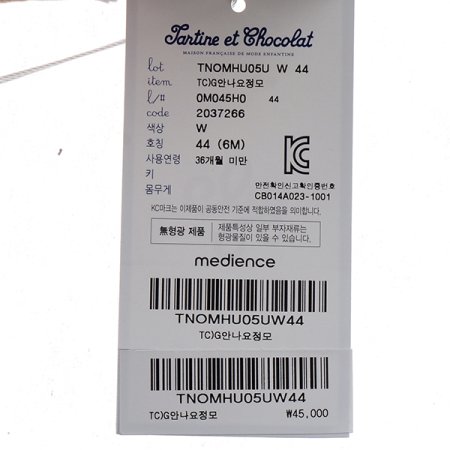 Tartine et Chocolat
MAISON FRANÇAISE DE MODE ENFANTINE
lot TNOMHU05U W 44
item TC)G안나요정모
l/# 0M045H0 44
code 2037266
색상 W
호칭 44 (6M)
사용연령 36개월 미만
키
몸무게
안전확인신고확인증번호
CB014A023-1001
KC마크는 이제품이 공통안전 기준에 적합하였음을 의미합니다.
無형광 제품 제품특성상 일부 부자재류는
형광물질이 있을 수 있습니다.
medience
TNOMHU05UW44
TC)G안나요정모
TNOMHU05UW44
TC)G안나요정모 ₩45,000